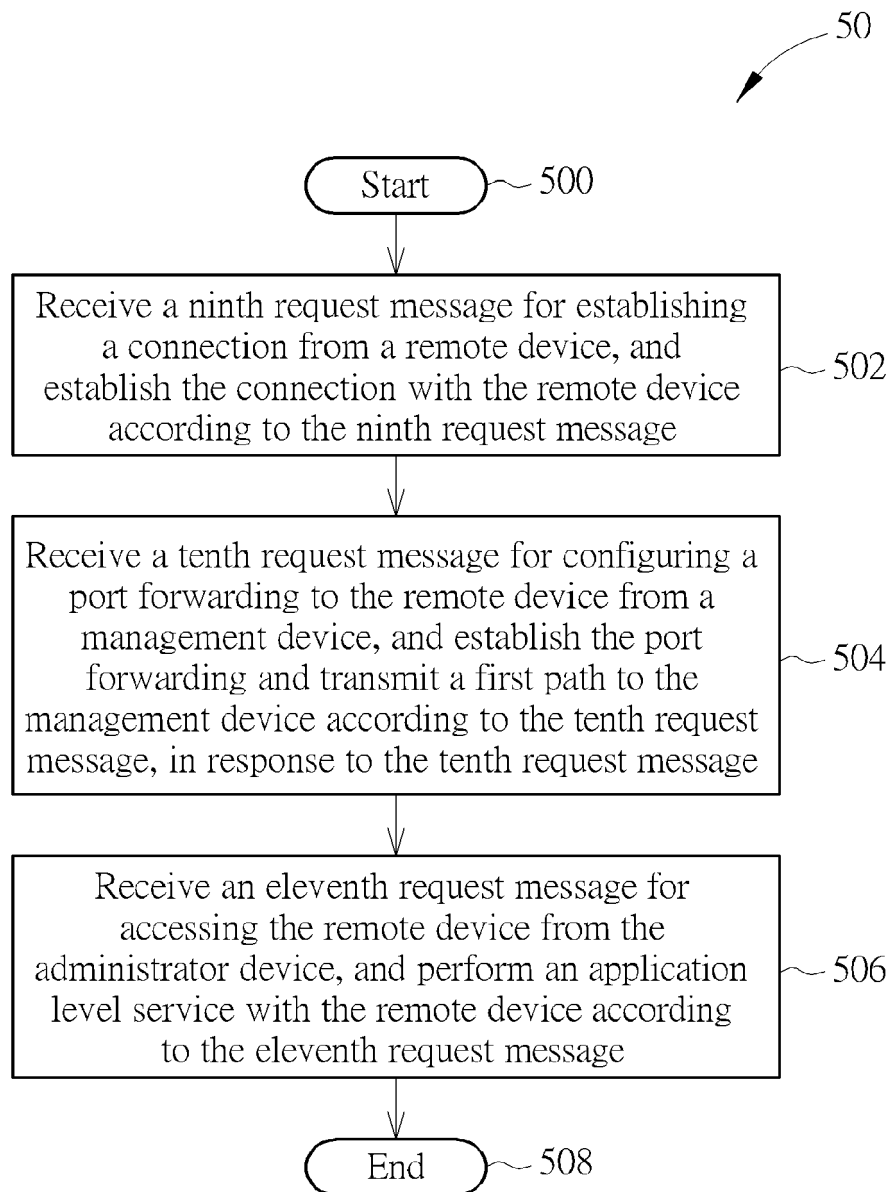 50
Start
500
Receive a ninth request message for establishing
a connection from a remote device, and
establish the connection with the remote device
according to the ninth request message
502
Receive a tenth request message for configuring a
port forwarding to the remote device from a
management device, and establish the port
forwarding and transmit a first path to the
management device according to the tenth request
message, in response to the tenth request message
504
Receive an eleventh request message for
accessing the remote device from the
administrator device, and perform an application
level service with the remote device according
to the eleventh request message
506
End
508